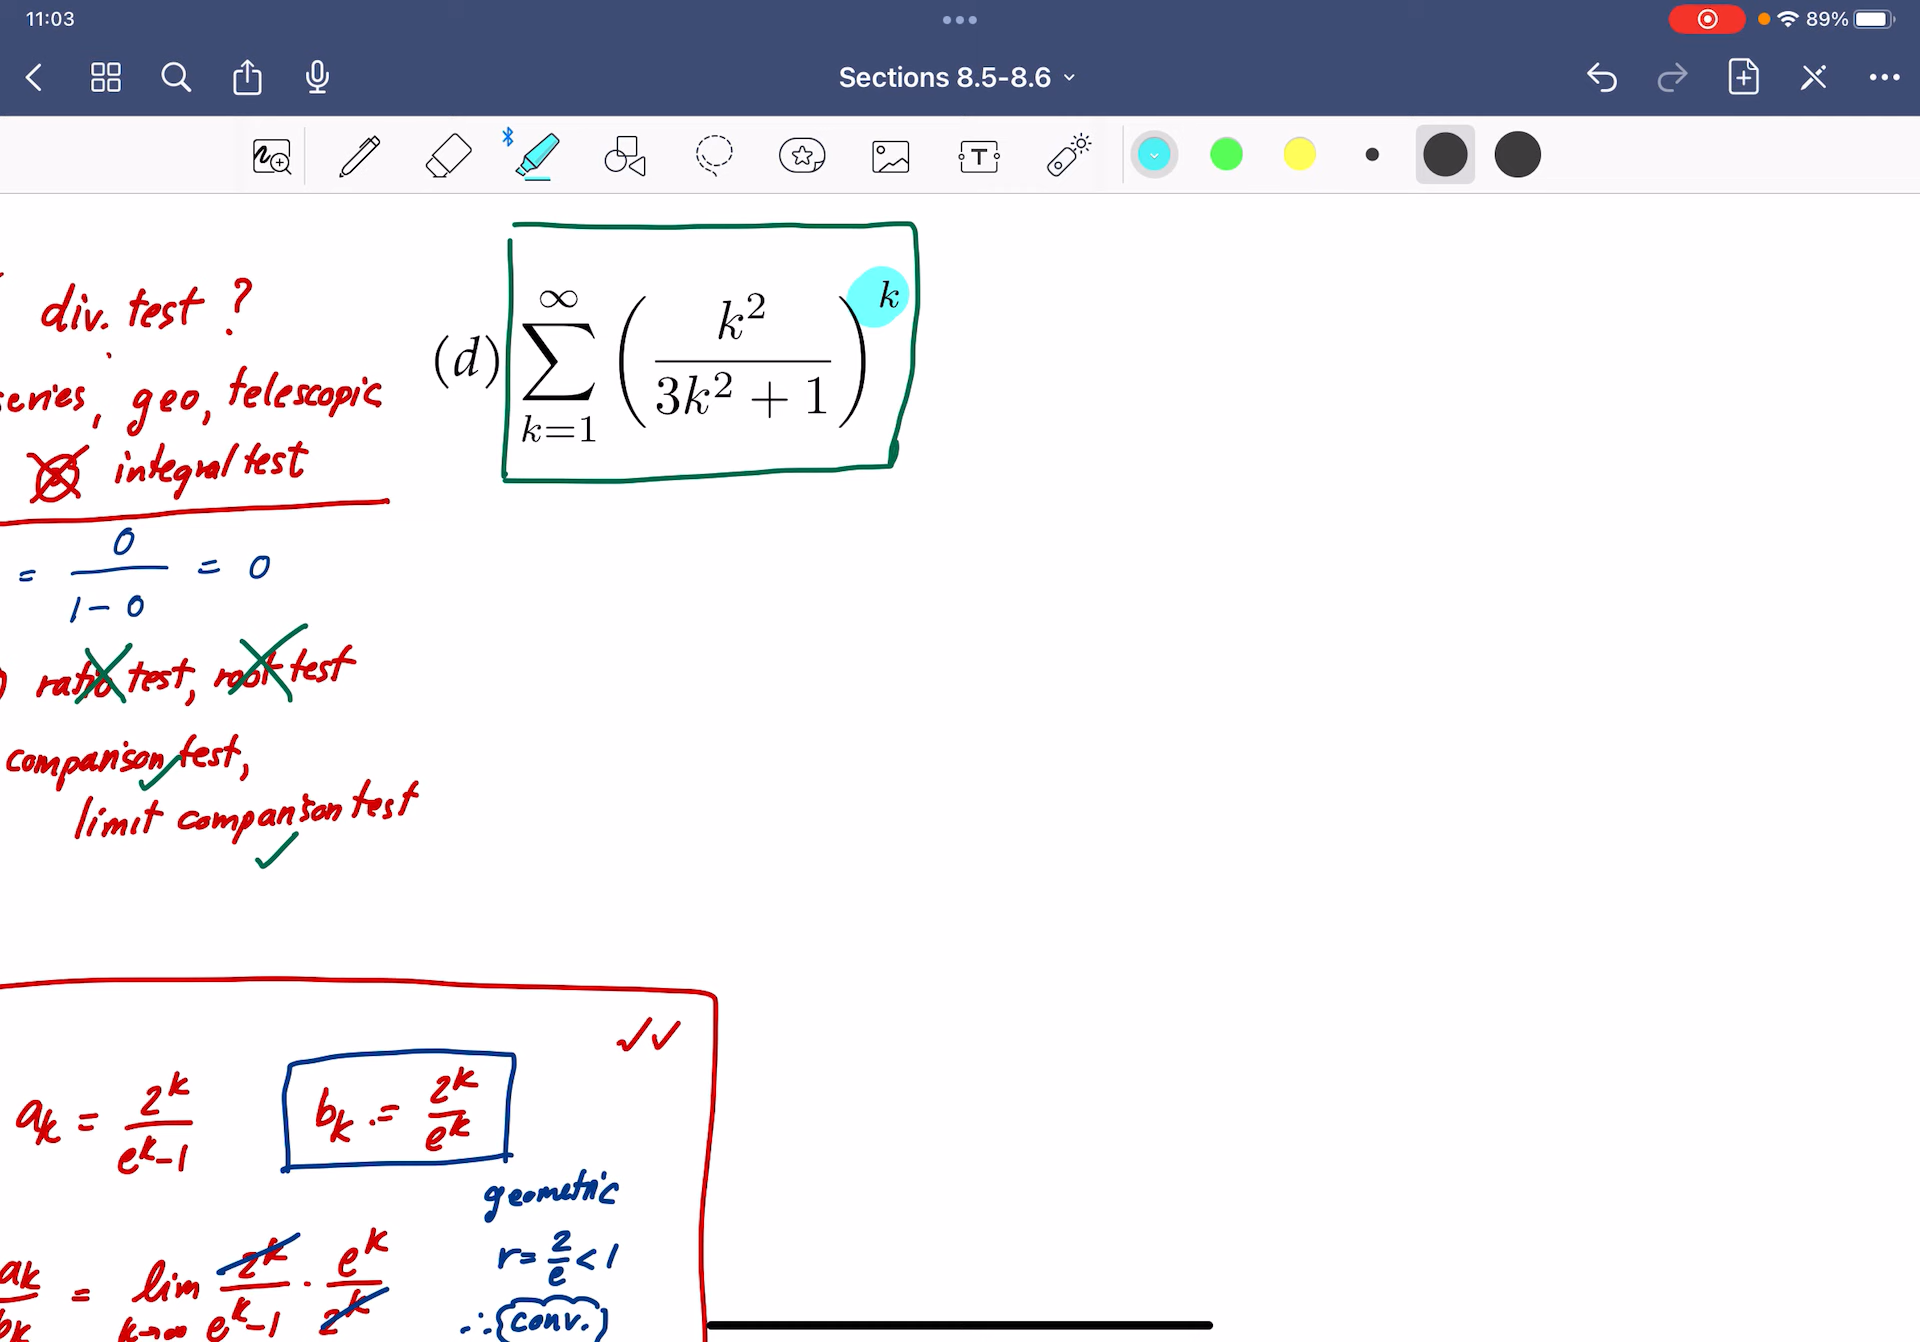 11:03
89%
Sections 8.5-8.6
T
div. test ?
(d) ∑_{k=1}^{∞} ( k² / (3k² + 1) )^k
series, geo, telescopic
integral test
= 0 / (1 - 0) = 0
) ratio test, root test
comparison test,
limit comparison test
✓✓
a_k = 2^k / (e^k - 1)
b_k = 2^k / e^k
geometric
r = 2/e < 1
a_k / b_k = lim_{k→∞} 2^k / (e^k - 1) · e^k / 2^k
∴ conv.